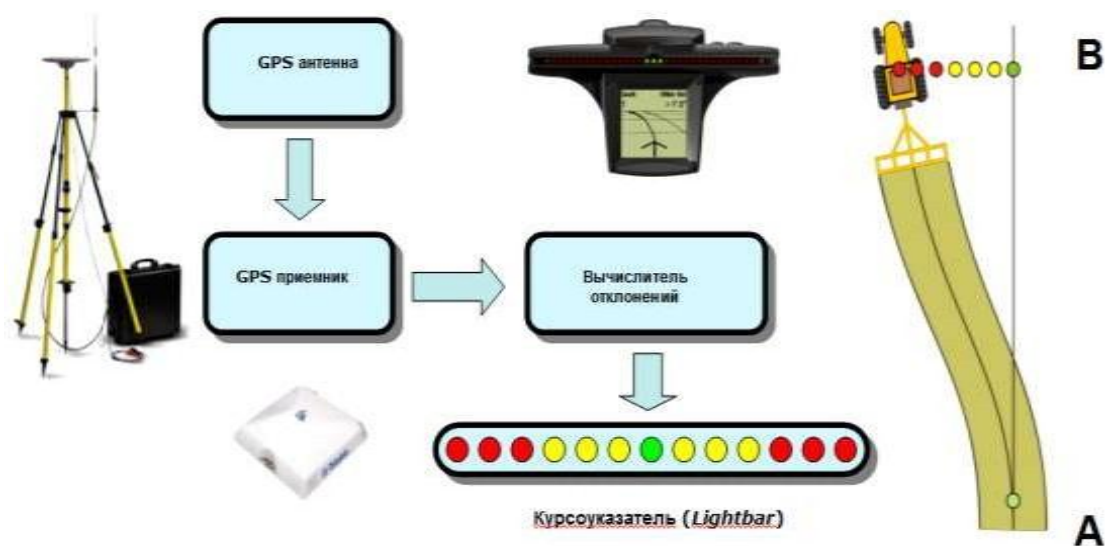 GPS антенна
B
GPS приемник
Вычислитель
отклонений
Курсоуказатель (Lightbar)
A